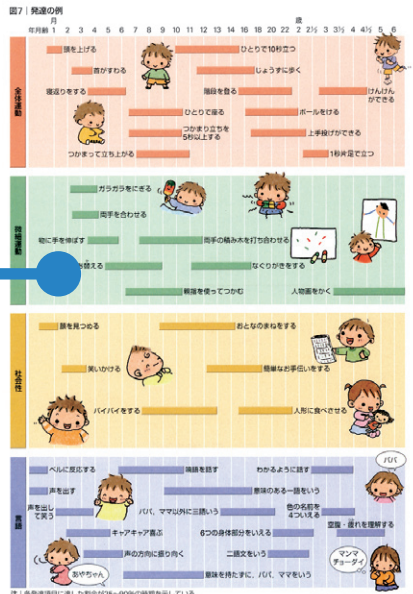 図7｜発達の例
月 歳
年月齢 1 2 3 4 5 6 7 8 9 10 11 12 13 14 15 16 17 18 19 20 21 22 23 2 2½ 3 3½ 4 4½ 5 6
全体運動
頭を上げる
ひとりで10秒立つ
首がすわる
じょうずに歩く
寝返りをする
階段を登る
けんけんができる
ひとりで座る
ボールをける
つかまり立ちを
5秒以上する
上手投げができる
つかまって立ち上がる
1秒片足で立つ
微細運動
ガラガラをにぎる
両手を合わせる
物に手を伸ばす
両手の積み木を打ち合わせる
替える
なぐりがきをする
親指を使ってつかむ
人物画をかく
社会性
顔を見つめる
おとなのまねをする
笑いかける
簡単なお手伝いをする
バイバイをする
人形に食べさせる
言語
ベルに反応する
喃語を話す
わかるように話す
パパ
声を出す
意味のある一語をいう
声を出して笑う
パパ、ママ以外に三語いう
色の名前を
4ついえる
キャアキャア喜ぶ
6つの身体部分をいえる
空腹・疲れを理解する
声の方向に振り向く
二語文をいう
マンマ
チョーダイ
あやちゃん
意味を持たずに、パパ、ママをいう